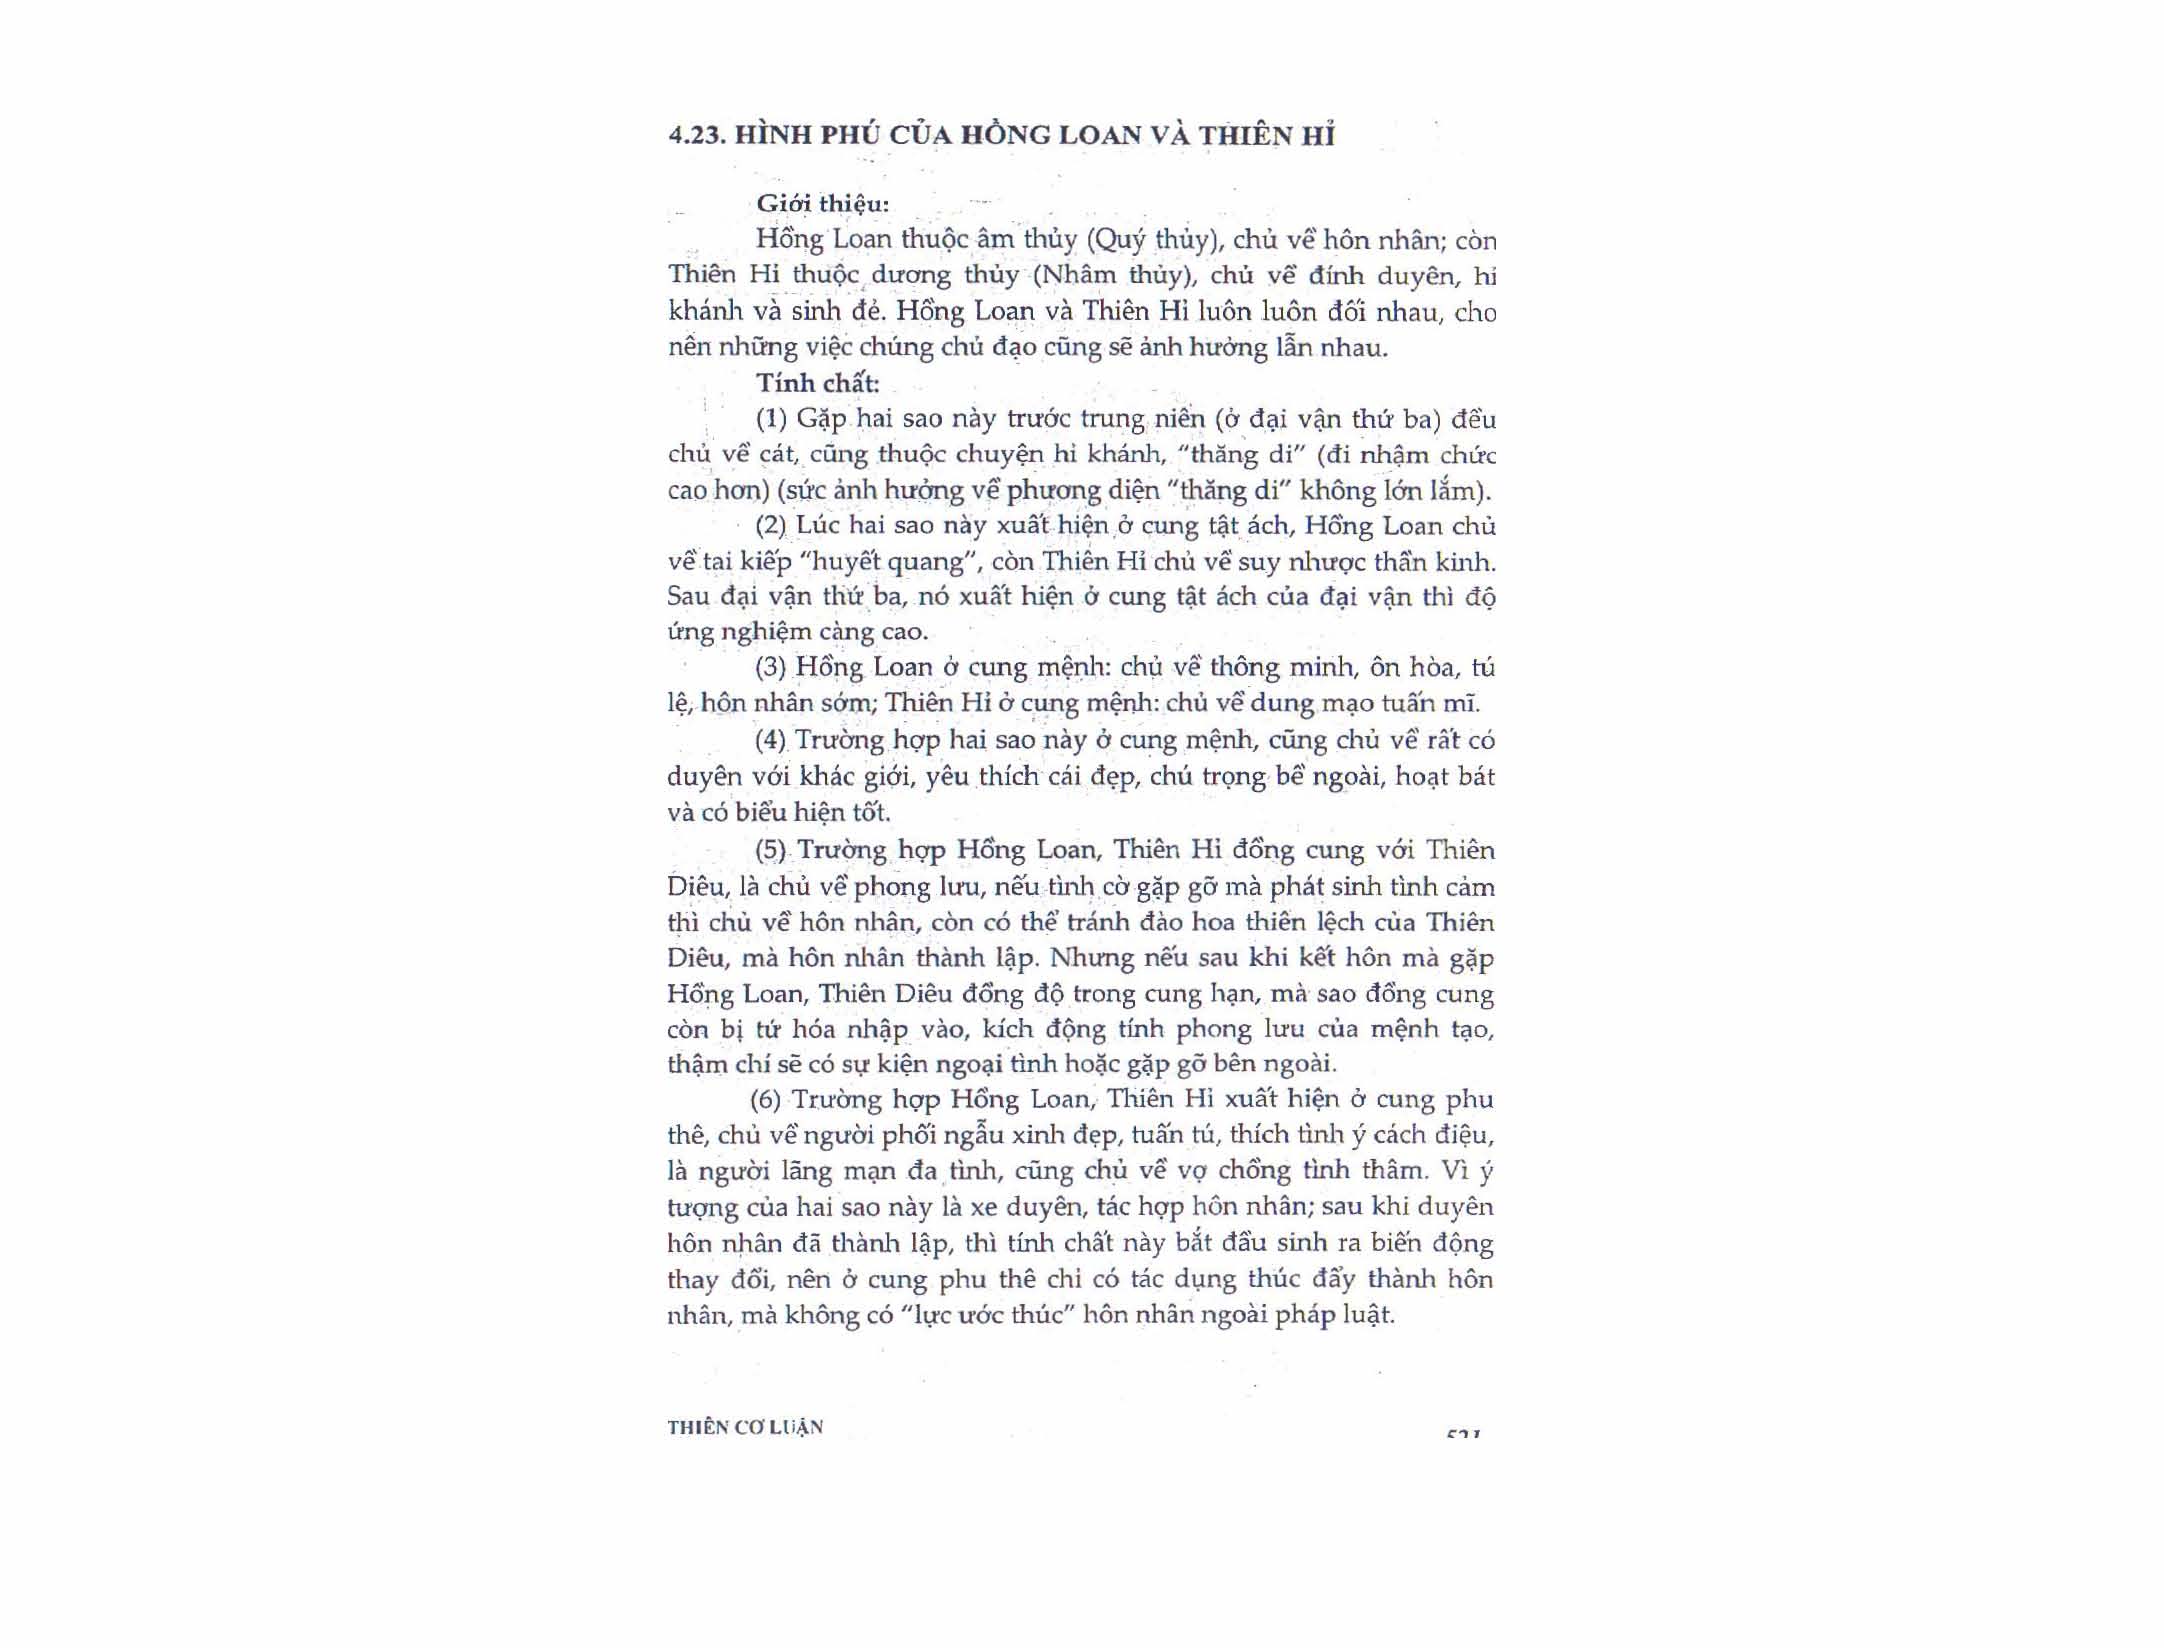 4.23. HÌNH PHÚ CỦA HỒNG LOAN VÀ THIÊN HỈ
Giới thiệu:
Hồng Loan thuộc âm thủy (Quý thủy), chủ về hôn nhân; còn
Thiên Hỉ thuộc dương thủy (Nhâm thủy), chủ về đính duyên, hỉ
khánh và sinh đẻ. Hồng Loan và Thiên Hỉ luôn luôn đối nhau, cho
nên những việc chúng chủ đạo cũng sẽ ảnh hưởng lẫn nhau.
Tính chất:
(1) Gặp hai sao này trước trung niên (ở đại vận thứ ba) đều
chủ về cát, cũng thuộc chuyện hỉ khánh, "thăng di" (đi nhậm chức
cao hơn) (sức ảnh hưởng về phương diện "thăng di" không lớn lắm).
(2) Lúc hai sao này xuất hiện ở cung tật ách, Hồng Loan chủ
về tai kiếp "huyết quang", còn Thiên Hỉ chủ về suy nhược thần kinh.
Sau đại vận thứ ba, nó xuất hiện ở cung tật ách của đại vận thì độ
ứng nghiệm càng cao.
(3) Hồng Loan ở cung mệnh: chủ về thông minh, ôn hòa, tú
lệ, hôn nhân sớm; Thiên Hỉ ở cung mệnh: chủ về dung mạo tuấn mĩ.
(4) Trường hợp hai sao này ở cung mệnh, cũng chủ về rất có
duyên với khác giới, yêu thích cái đẹp, chú trọng bề ngoài, hoạt bát
và có biểu hiện tốt.
(5) Trường hợp Hồng Loan, Thiên Hỉ đồng cung với Thiên
Diêu, là chủ về phong lưu, nếu tình cờ gặp gỡ mà phát sinh tình cảm
thì chủ về hôn nhân, còn có thể tránh đào hoa thiên lệch của Thiên
Diêu, mà hôn nhân thành lập. Nhưng nếu sau khi kết hôn mà gặp
Hồng Loan, Thiên Diêu đồng độ trong cung hạn, mà sao đồng cung
còn bị tứ hóa nhập vào, kích động tính phong lưu của mệnh tạo,
thậm chí sẽ có sự kiện ngoại tình hoặc gặp gỡ bên ngoài.
(6) Trường hợp Hồng Loan, Thiên Hỉ xuất hiện ở cung phu
thê, chủ về người phối ngẫu xinh đẹp, tuấn tú, thích tình ý cách điệu,
là người lãng mạn đa tình, cũng chủ về vợ chồng tình thâm. Vì ý
tượng của hai sao này là xe duyên, tác hợp hôn nhân; sau khi duyên
hôn nhân đã thành lập, thì tính chất này bắt đầu sinh ra biến động
thay đổi, nên ở cung phu thê chỉ có tác dụng thúc đẩy thành hôn
nhân, mà không có "lực ước thúc" hôn nhân ngoài pháp luật.
THIÊN CƠ LUẬN